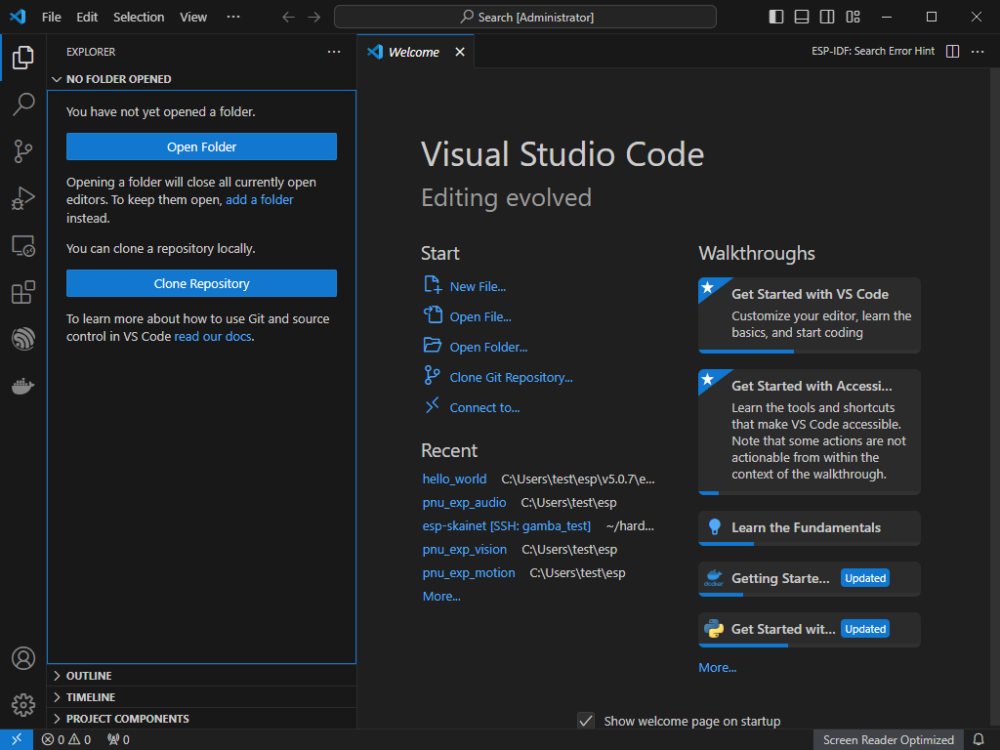 File Edit Selection View ···
Search [Administrator]
EXPLORER
NO FOLDER OPENED
You have not yet opened a folder.
Open Folder
Opening a folder will close all currently open
editors. To keep them open, add a folder
instead.
You can clone a repository locally.
Clone Repository
To learn more about how to use Git and source
control in VS Code read our docs.
OUTLINE
TIMELINE
PROJECT COMPONENTS
Welcome
ESP-IDF: Search Error Hint
Visual Studio Code
Editing evolved
Start
New File...
Open File...
Open Folder...
Clone Git Repository...
Connect to...
Recent
hello_world C:\Users\test\esp\v5.0.7\e...
pnu_exp_audio C:\Users\test\esp
esp-skainet [SSH: gamba_test] ~/hard...
pnu_exp_vision C:\Users\test\esp
pnu_exp_motion C:\Users\test\esp
More...
Walkthroughs
Get Started with VS Code
Customize your editor, learn the
basics, and start coding
Get Started with Accessi...
Learn the tools and shortcuts
that make VS Code accessible.
Note that some actions are not
actionable from within the
context of the walkthrough.
Learn the Fundamentals
Getting Starte... Updated
Get Started wit... Updated
More...
Show welcome page on startup
0 0 0
Screen Reader Optimized